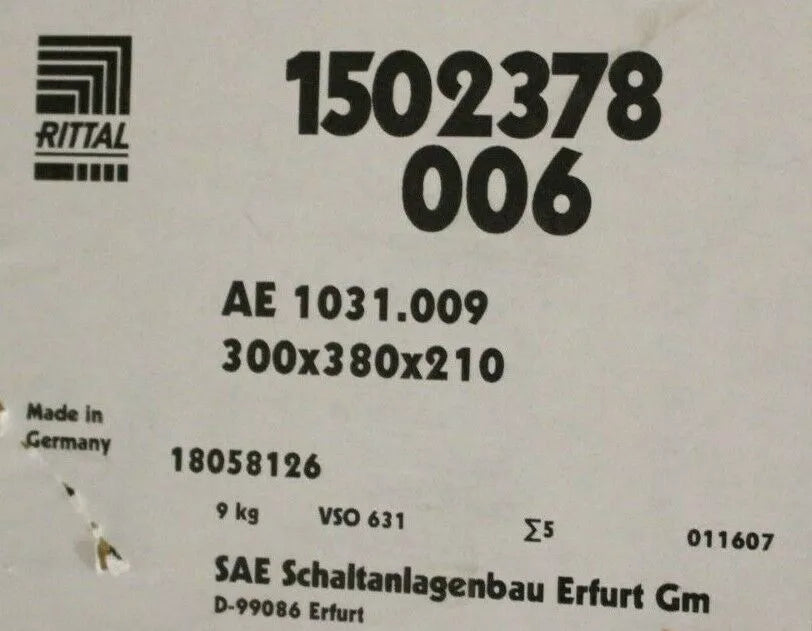 RITTAL
1502378
006
AE 1031.009
300x380x210
Made in
Germany
18058126
9 kg VSO 631 Σ5 011607
SAE Schaltanlagenbau Erfurt Gm
D-99086 Erfurt